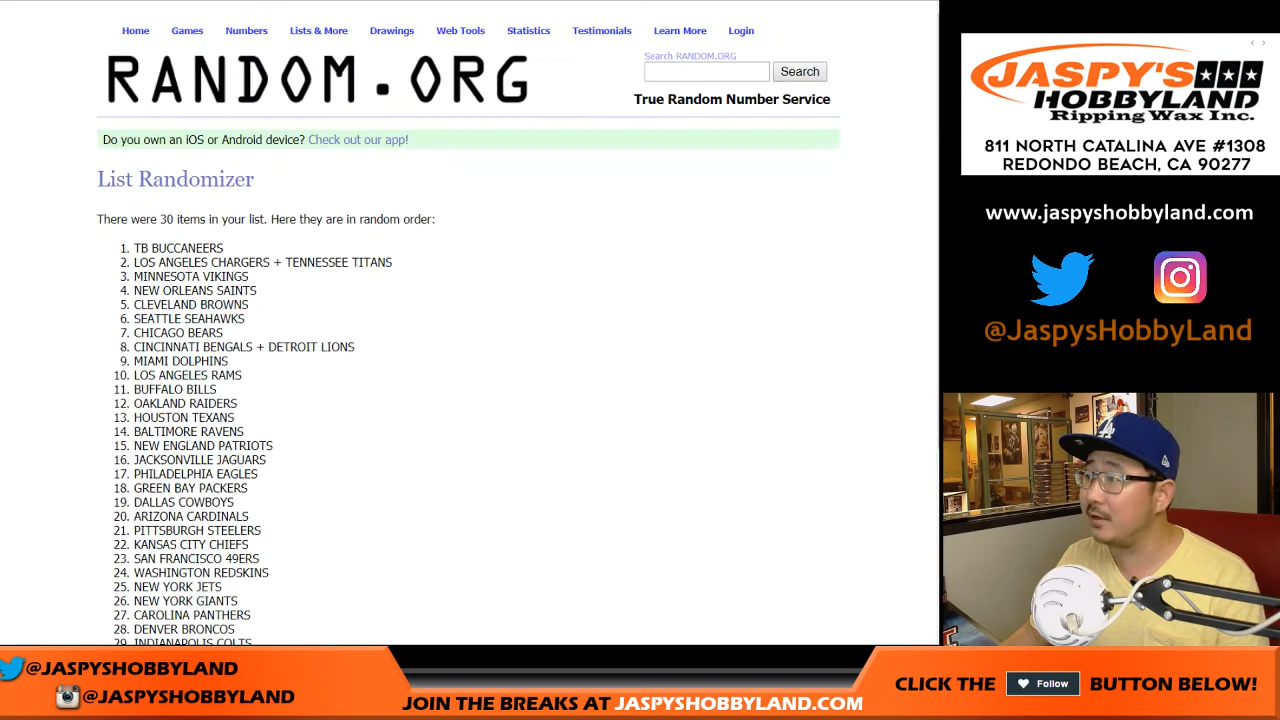 Home Games Numbers Lists & More Drawings Web Tools Statistics Testimonials Learn More Login
RANDOM.ORG
Search RANDOM.ORG
Search
True Random Number Service
Do you own an iOS or Android device? Check out our app!
List Randomizer
There were 30 items in your list. Here they are in random order:
1. TB BUCCANEERS
2. LOS ANGELES CHARGERS + TENNESSEE TITANS
3. MINNESOTA VIKINGS
4. NEW ORLEANS SAINTS
5. CLEVELAND BROWNS
6. SEATTLE SEAHAWKS
7. CHICAGO BEARS
8. CINCINNATI BENGALS + DETROIT LIONS
9. MIAMI DOLPHINS
10. LOS ANGELES RAMS
11. BUFFALO BILLS
12. OAKLAND RAIDERS
13. HOUSTON TEXANS
14. BALTIMORE RAVENS
15. NEW ENGLAND PATRIOTS
16. JACKSONVILLE JAGUARS
17. PHILADELPHIA EAGLES
18. GREEN BAY PACKERS
19. DALLAS COWBOYS
20. ARIZONA CARDINALS
21. PITTSBURGH STEELERS
22. KANSAS CITY CHIEFS
23. SAN FRANCISCO 49ERS
24. WASHINGTON REDSKINS
25. NEW YORK JETS
26. NEW YORK GIANTS
27. CAROLINA PANTHERS
28. DENVER BRONCOS
29. INDIANAPOLIS COLTS
JASPY'S
HOBBYLAND
Ripping Wax Inc.
811 NORTH CATALINA AVE #1308
REDONDO BEACH, CA 90277
www.jaspyshobbyland.com
@JaspysHobbyLand
LA
@JASPYSHOBBYLAND
@JASPYSHOBBYLAND
JOIN THE BREAKS AT JASPYSHOBBYLAND.COM
CLICK THE Follow BUTTON BELOW!